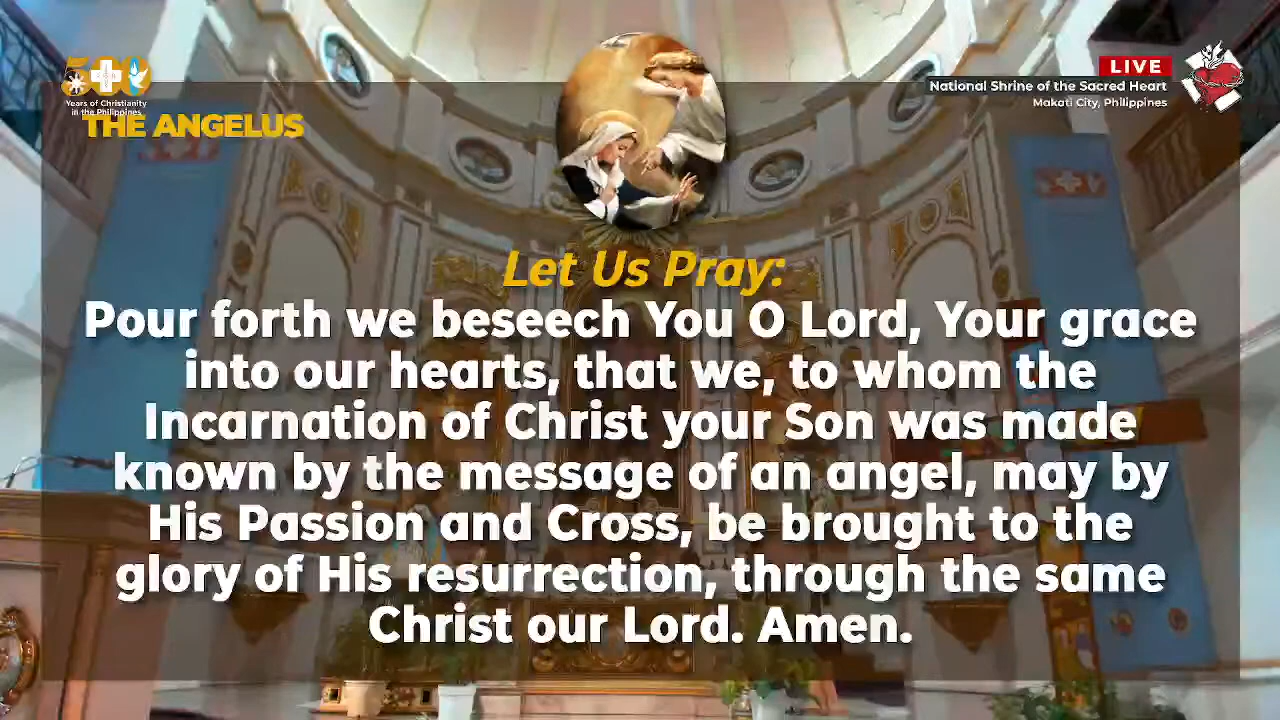 500
Years of Christianity
in the Philippines
THE ANGELUS
LIVE
National Shrine of the Sacred Heart
Makati City, Philippines
Let Us Pray:
Pour forth we beseech You O Lord, Your grace
into our hearts, that we, to whom the
Incarnation of Christ your Son was made
known by the message of an angel, may by
His Passion and Cross, be brought to the
glory of His resurrection, through the same
Christ our Lord. Amen.